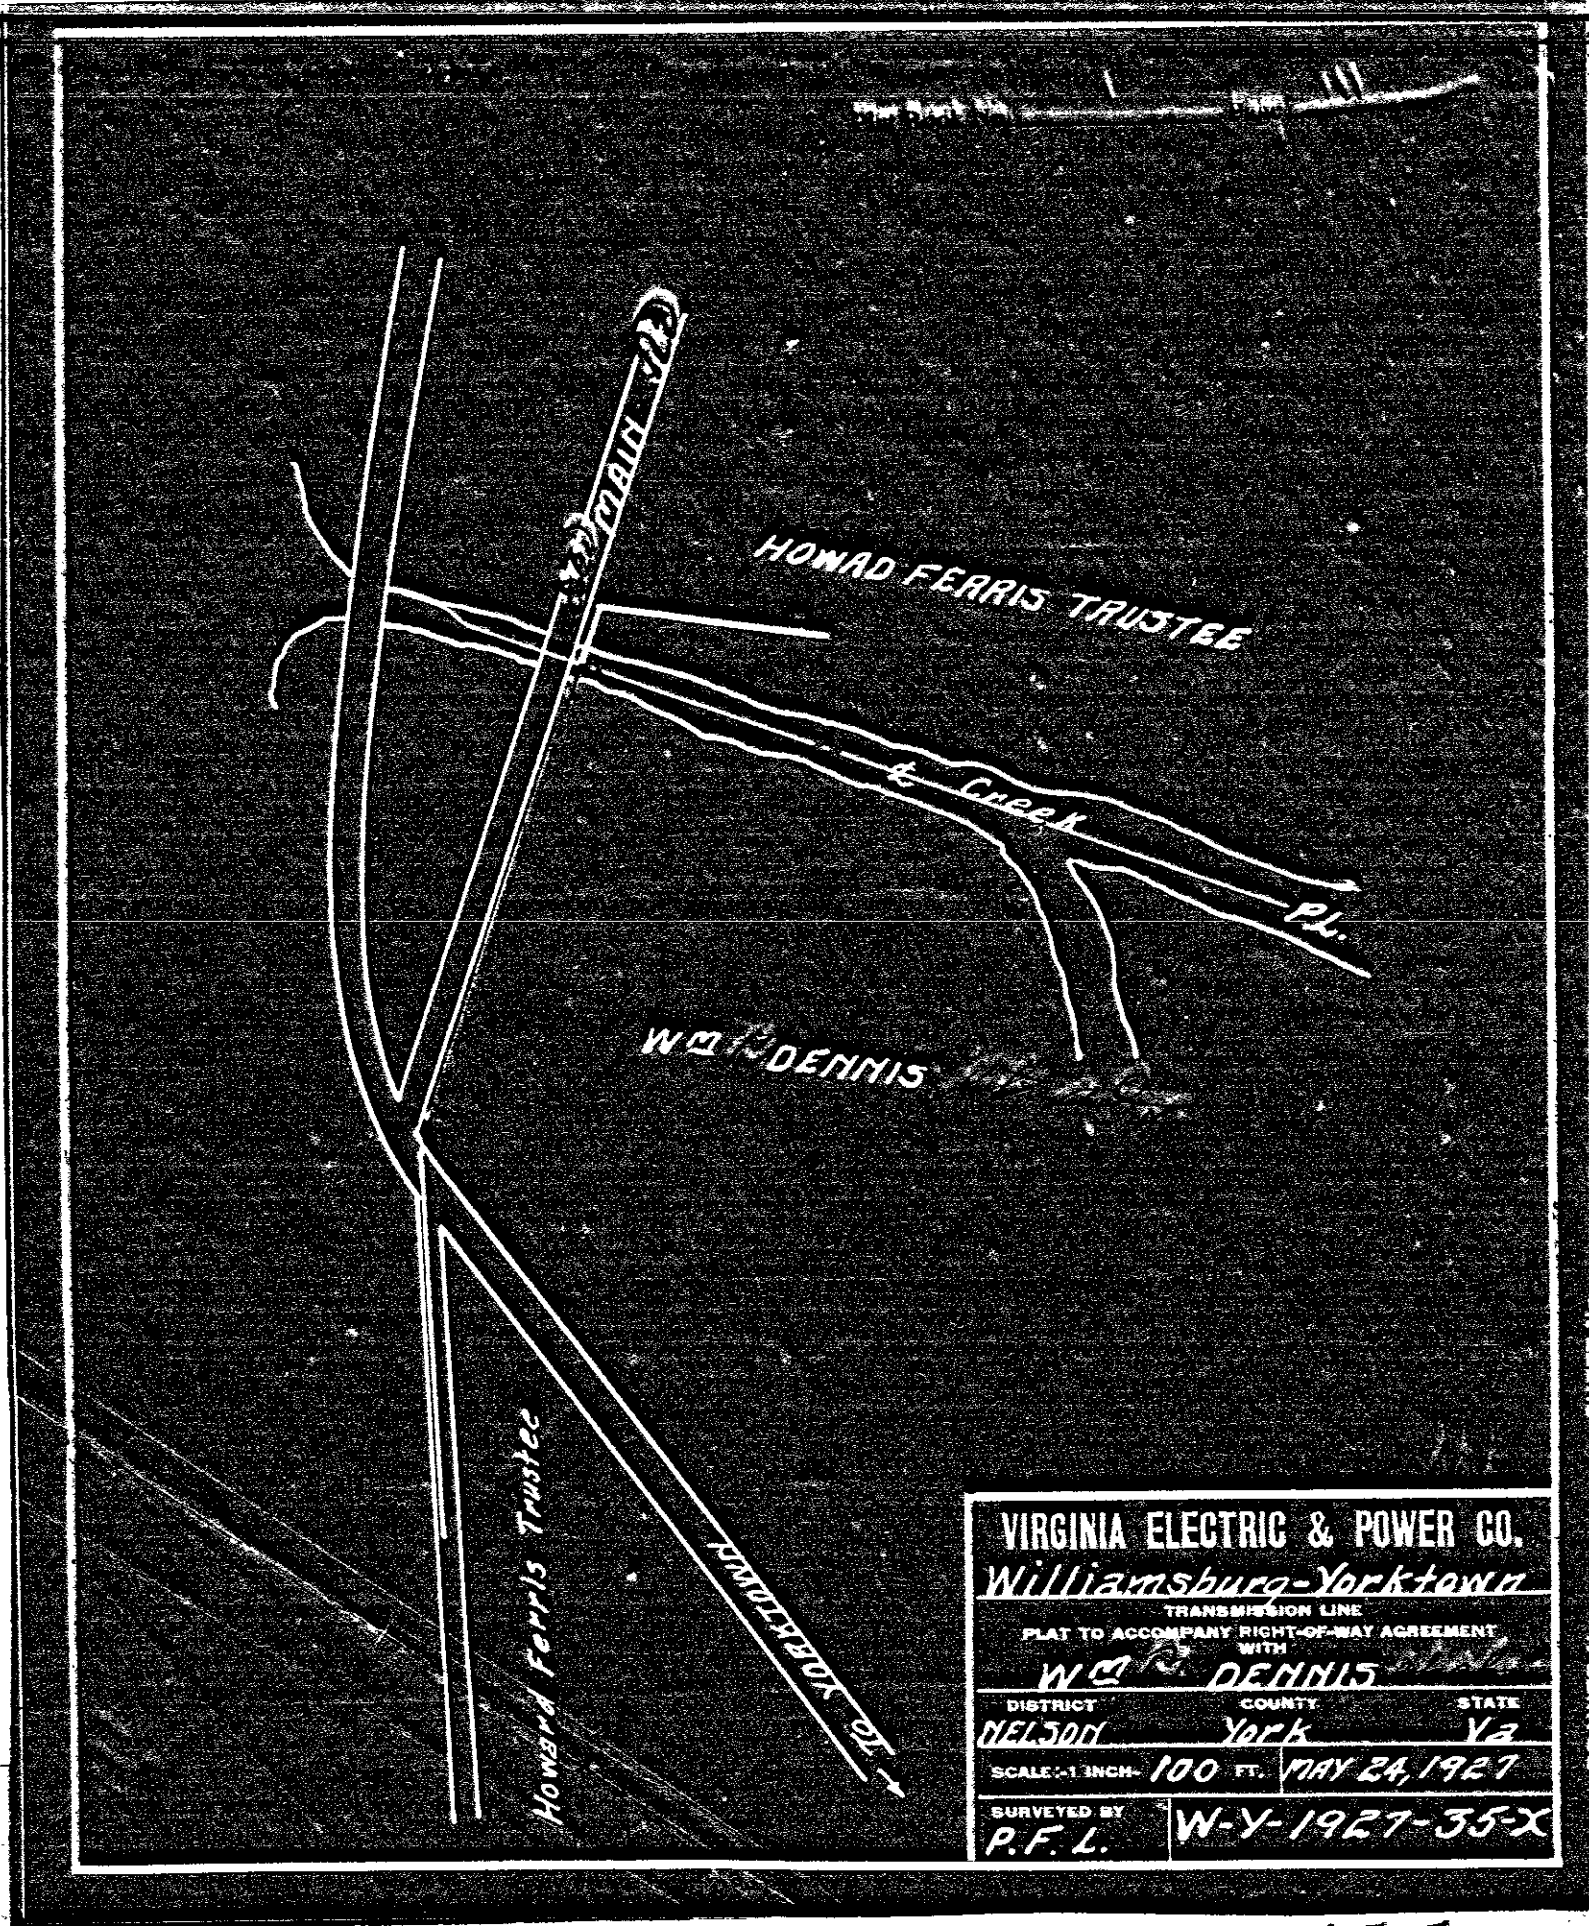 MAIN
HOWAD FERRIS TRUSTEE
℄ Creek
P.L.
Wm R DENNIS
Howard Ferris Trustee
TO YORKTOWN
VIRGINIA ELECTRIC & POWER CO.
Williamsburg-Yorktown
TRANSMISSION LINE
PLAT TO ACCOMPANY RIGHT-OF-WAY AGREEMENT
WITH
Wm R. DENNIS
DISTRICT COUNTY STATE
NELSON York Va
SCALE:-1 INCH- 100 FT. MAY 24, 1927
SURVEYED BY
P.F.L.
W-Y-1927-35-X